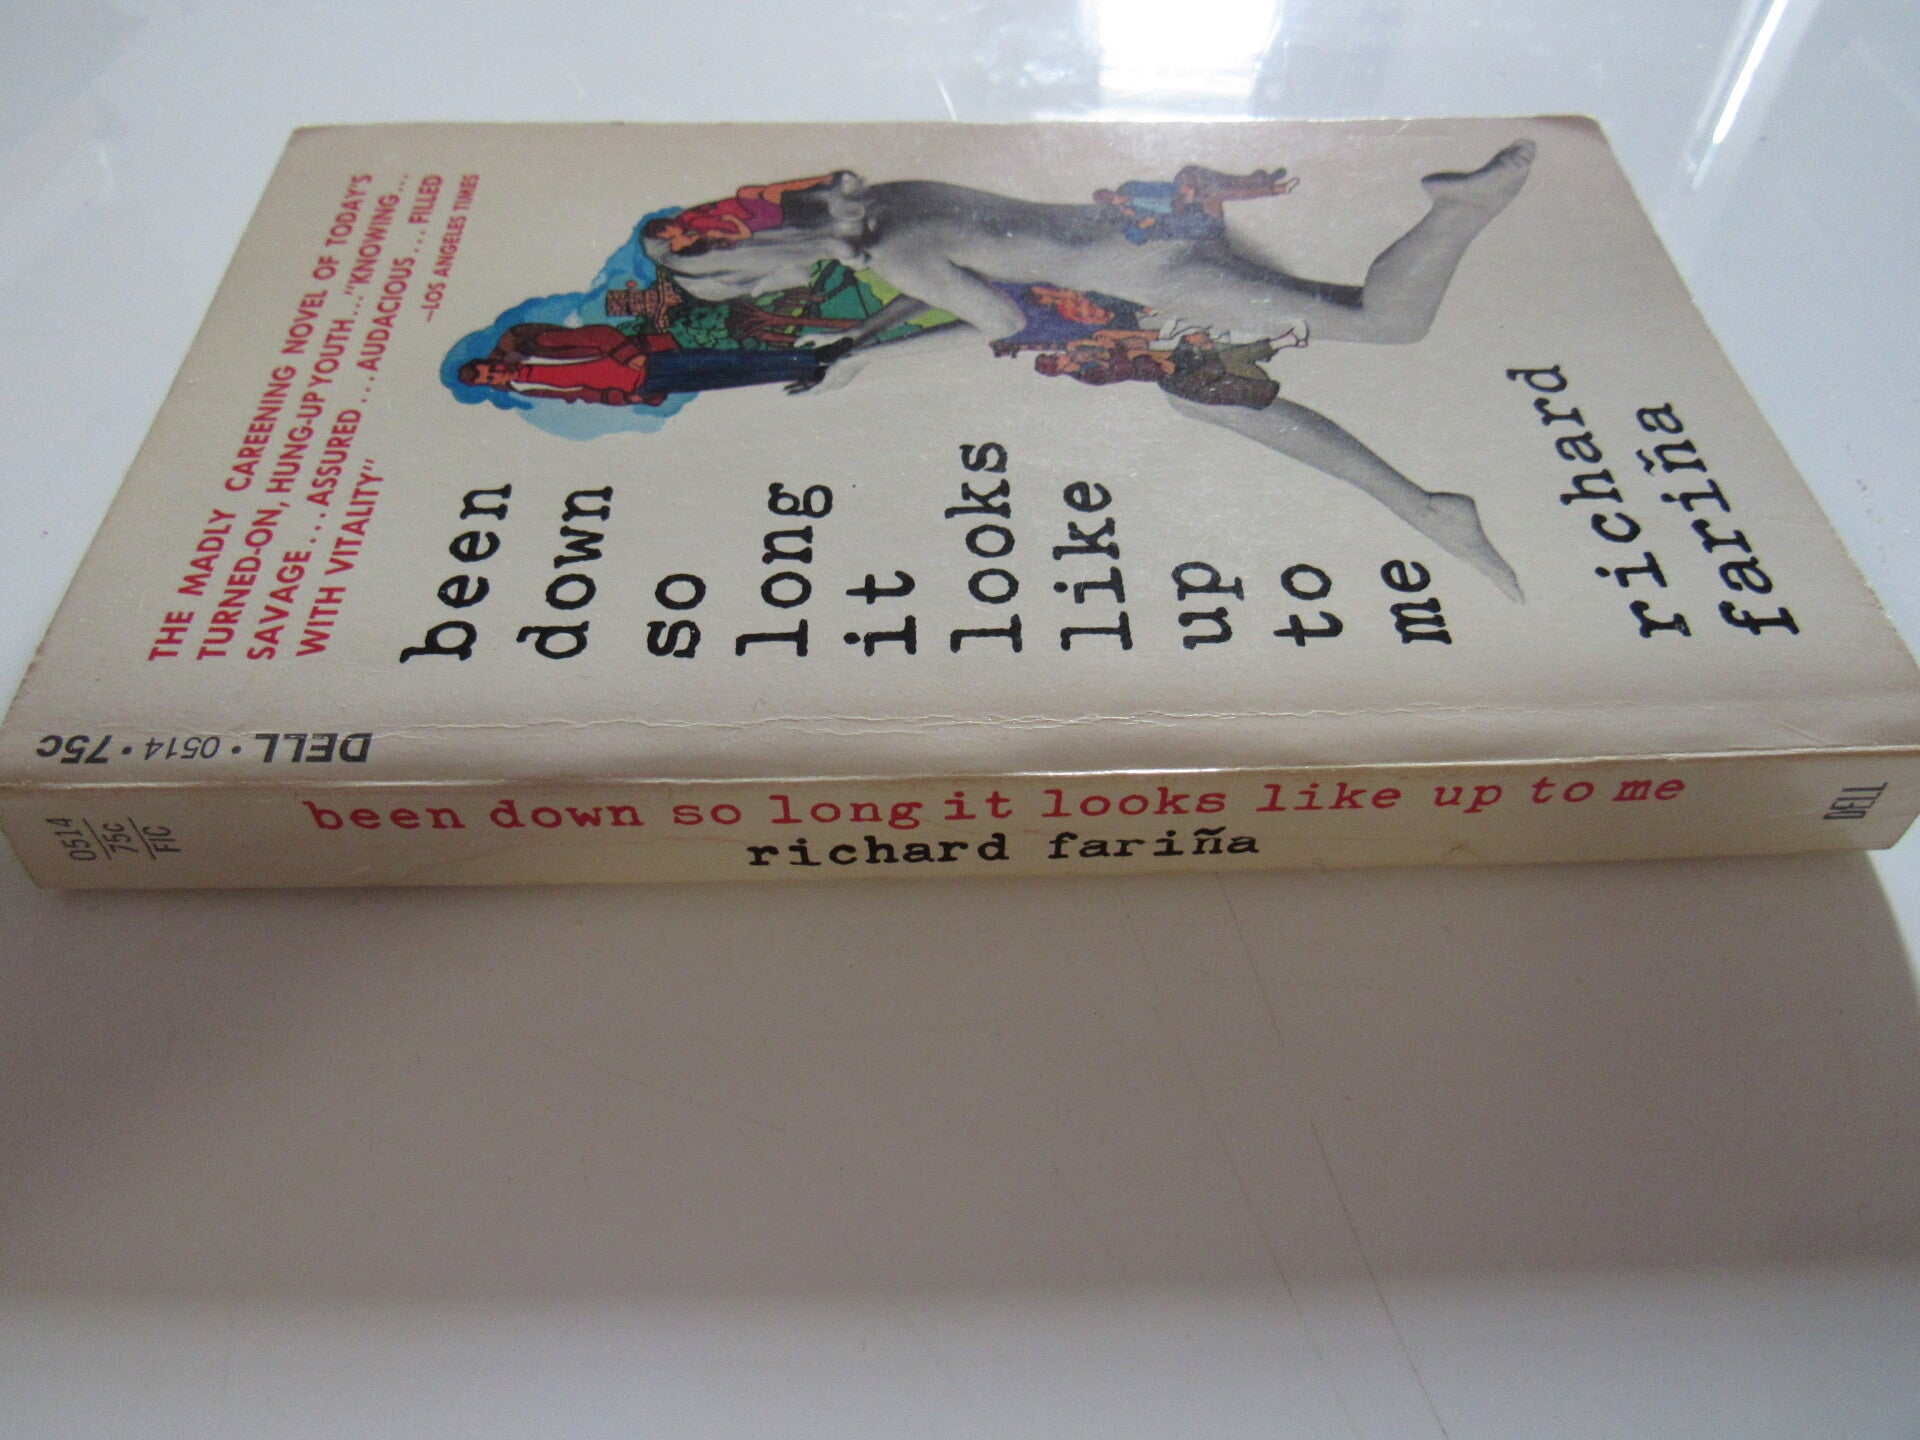 THE MADLY CAREENING NOVEL OF TODAY'S
TURNED-ON, HUNG-UP YOUTH..."KNOWING...
SAVAGE...ASSURED...AUDACIOUS...FILLED
WITH VITALITY"
—LOS ANGELES TIMES
been
down
so
long
it
looks
like
up
to
me
richard
fariña
DELL • 0514 • 75c
0514
75c
FIC
been down so long it looks like up to me
richard fariña
DELL